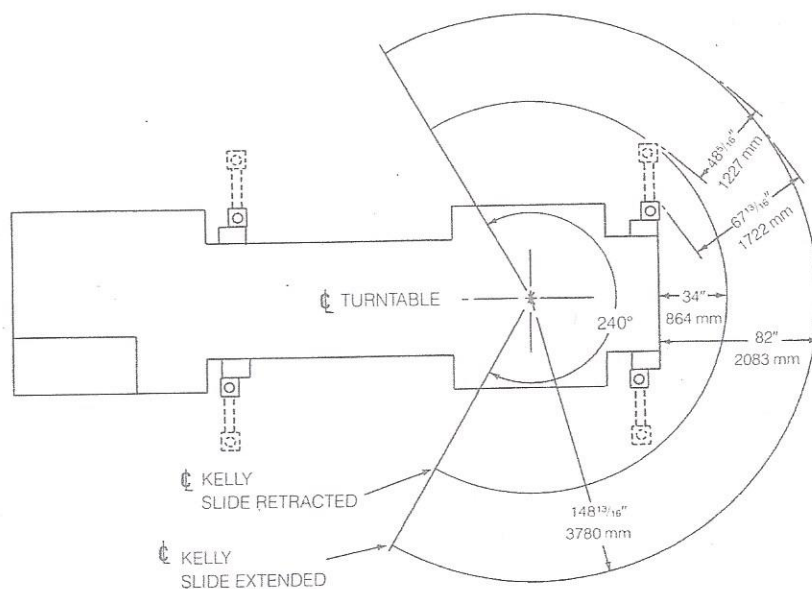 48⁵/₁₆"
1227 mm
67¹³/₁₆"
1722 mm
℄ TURNTABLE
34"
864 mm
240°
82"
2083 mm
℄ KELLY
SLIDE RETRACTED
148¹³/₁₆"
3780 mm
℄ KELLY
SLIDE EXTENDED